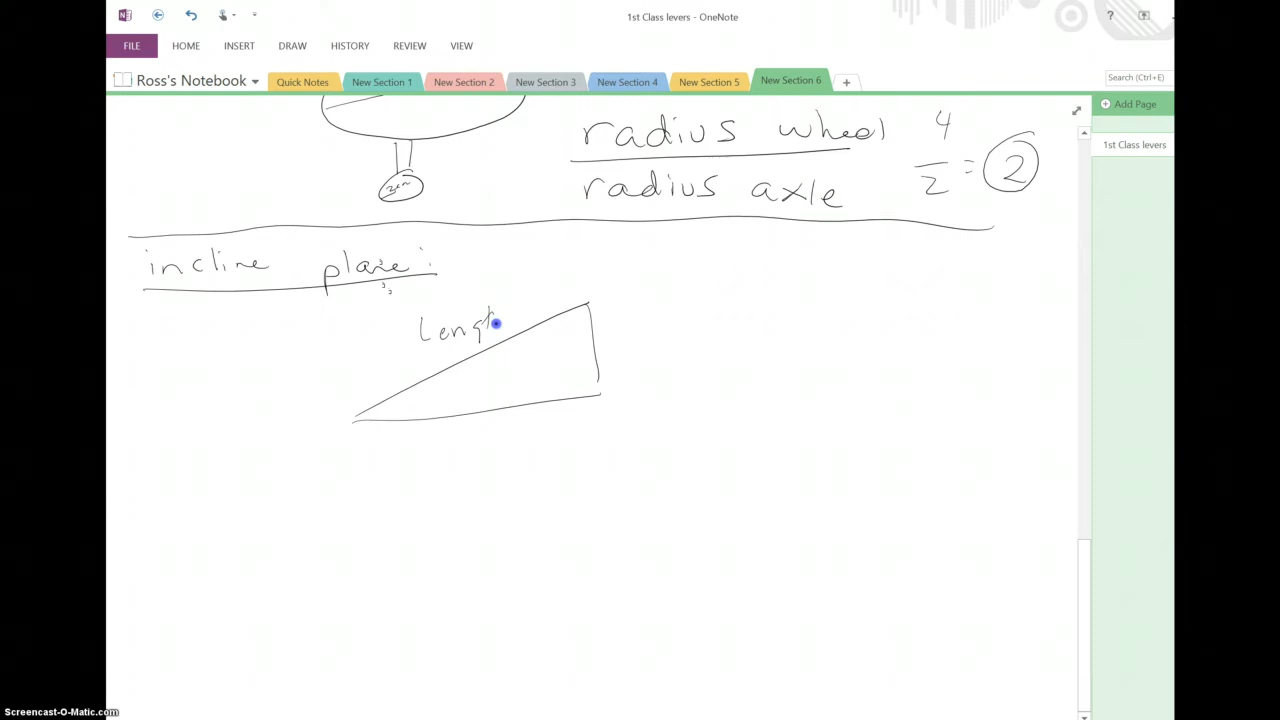 1st Class levers - OneNote
?
FILE HOME INSERT DRAW HISTORY REVIEW VIEW
Ross's Notebook Quick Notes New Section 1 New Section 2 New Section 3 New Section 4 New Section 5 New Section 6 + Search (Ctrl+E)
Add Page
1st Class levers
radius wheel
radius axle
4
2 = 2
incline plane:
Lengt
Screencast-O-Matic.com